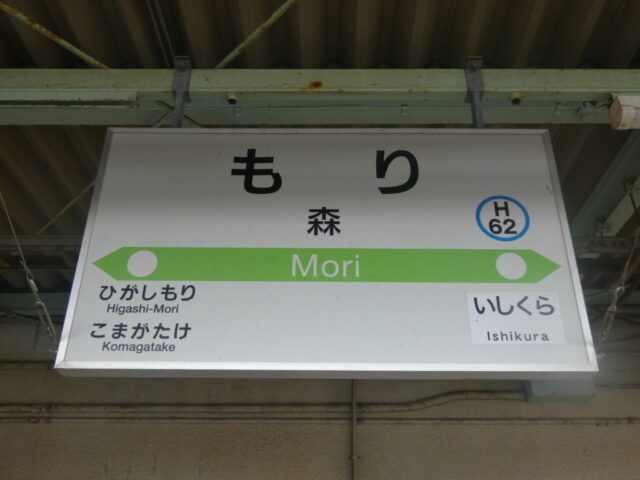 もり
森
H
62
Mori
ひがしもり
Higashi-Mori
こまがたけ
Komagatake
いしくら
Ishikura